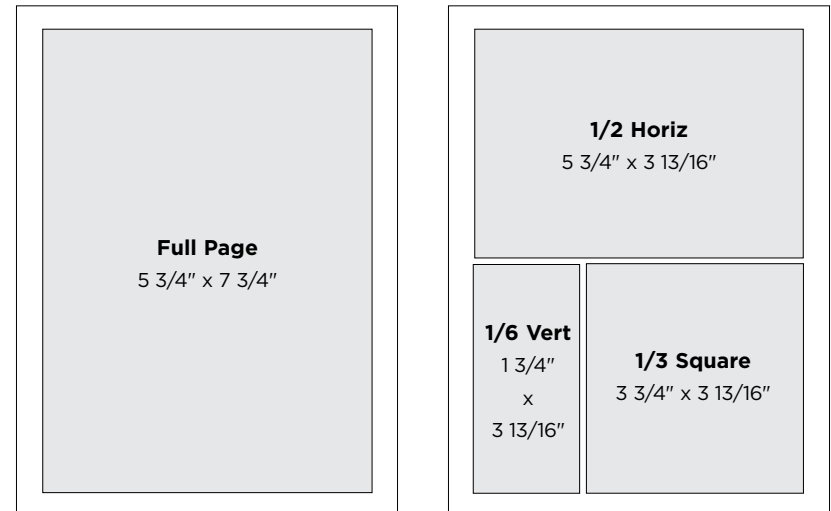 Full Page
5 3/4" x 7 3/4"
1/2 Horiz
5 3/4" x 3 13/16"
1/6 Vert
1 3/4"
x
3 13/16"
1/3 Square
3 3/4" x 3 13/16"